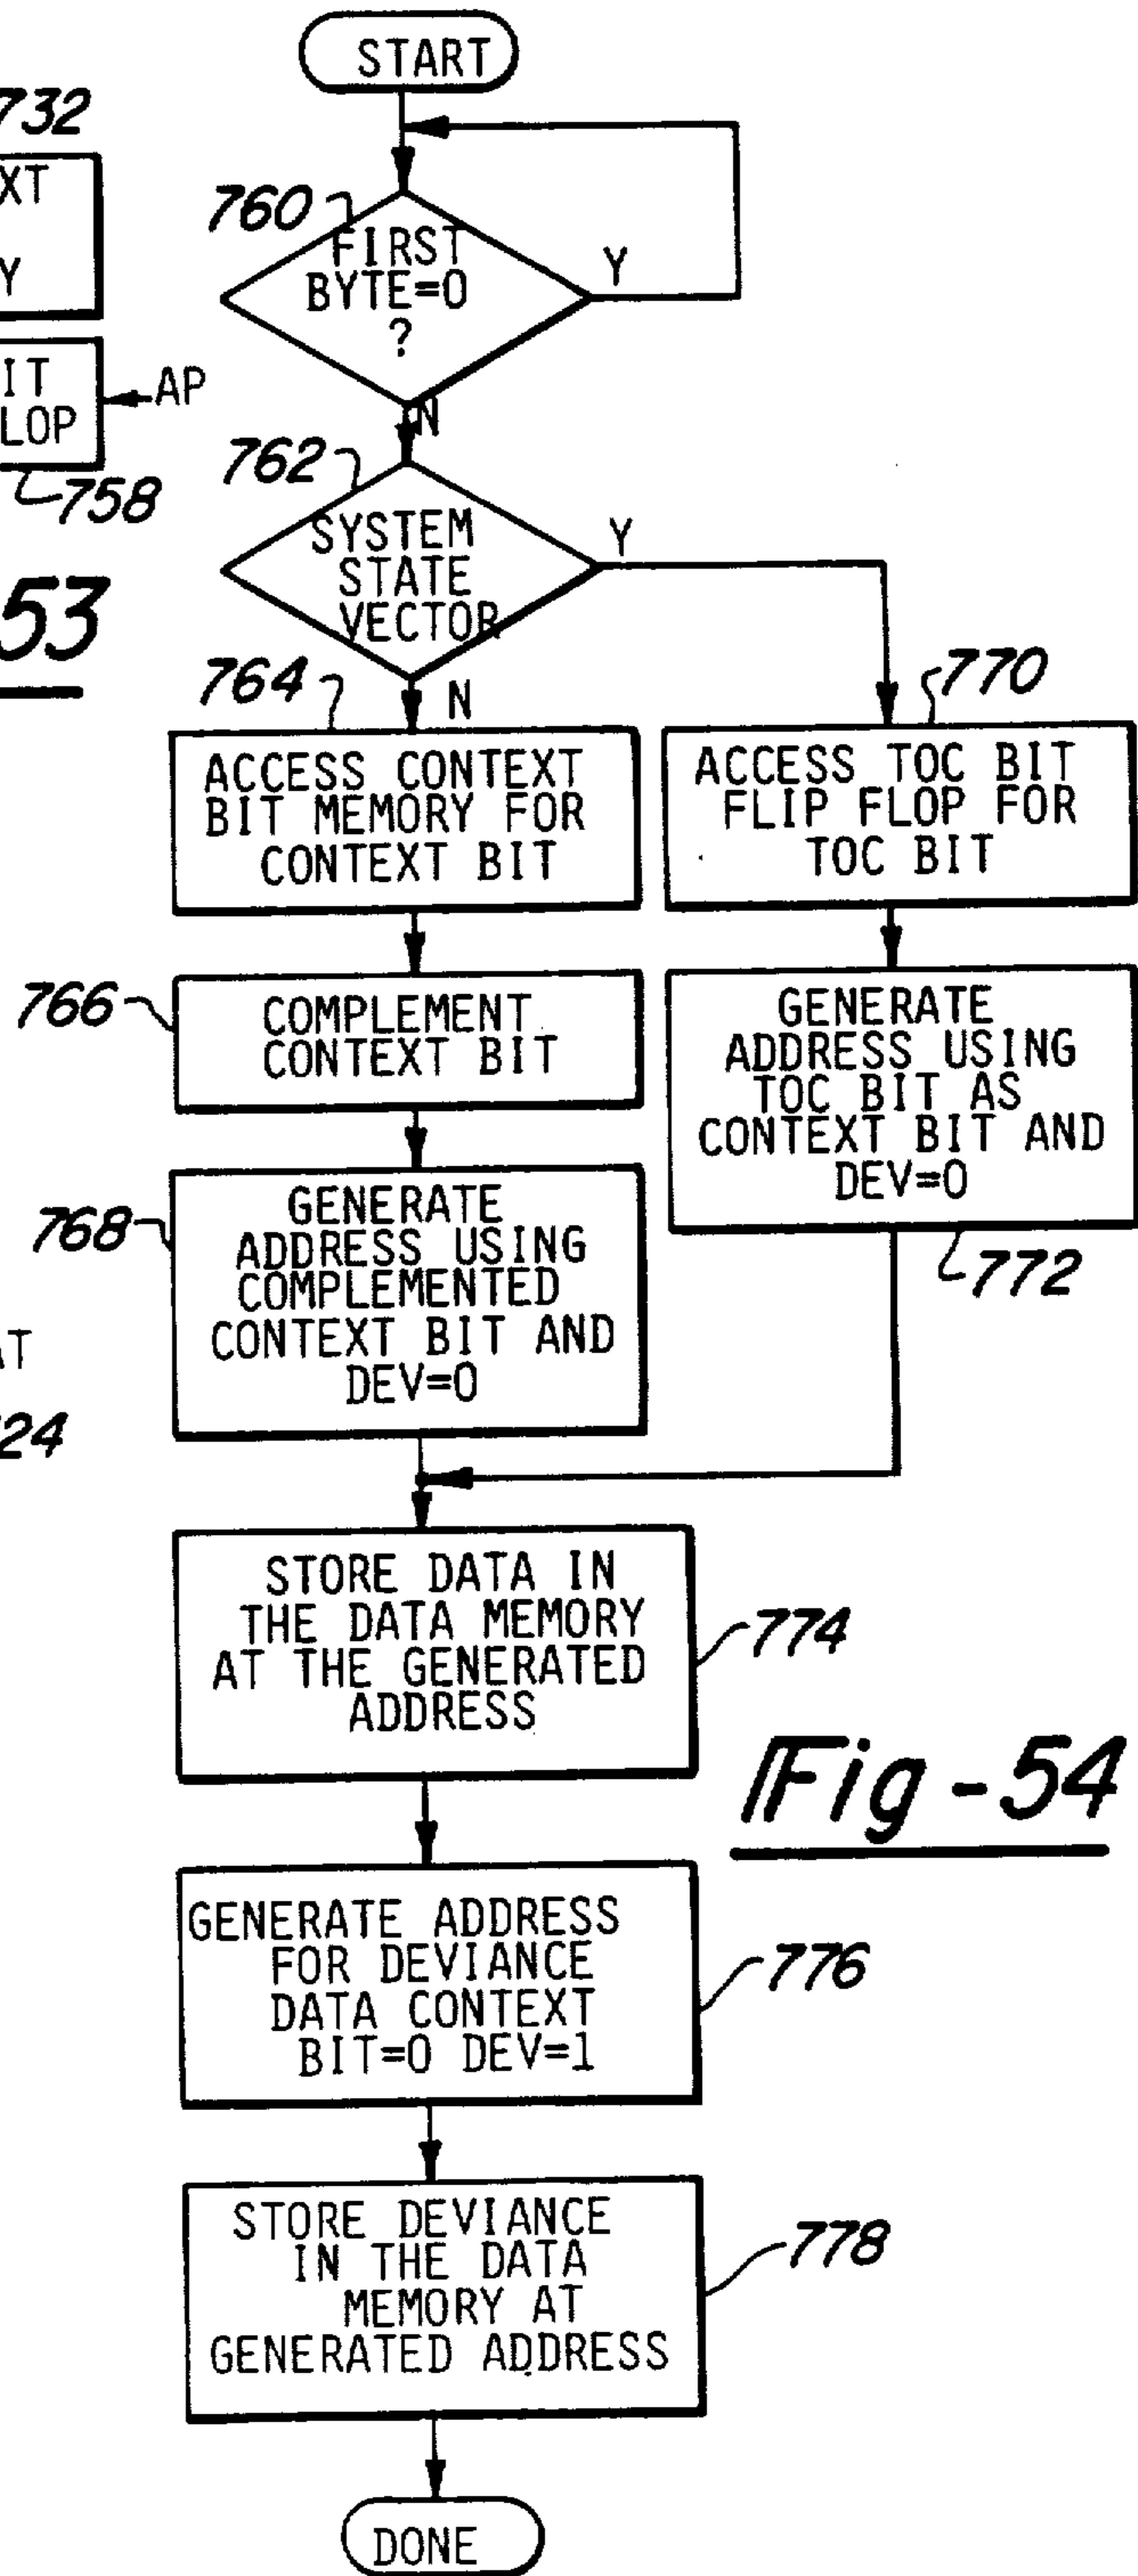 START
732
XT
Y
760
FIRST
BYTE=0
?
Y
IT
LOP
AP
758
N
53
762
SYSTEM
STATE
VECTOR
Y
764
N
770
ACCESS CONTEXT
BIT MEMORY FOR
CONTEXT BIT
ACCESS TOC BIT
FLIP FLOP FOR
TOC BIT
766
COMPLEMENT
CONTEXT BIT
GENERATE
ADDRESS USING
TOC BIT AS
CONTEXT BIT AND
DEV=0
772
768
GENERATE
ADDRESS USING
COMPLEMENTED
CONTEXT BIT AND
DEV=0
AT
24
STORE DATA IN
THE DATA MEMORY
AT THE GENERATED
ADDRESS
774
Fig-54
GENERATE ADDRESS
FOR DEVIANCE
DATA CONTEXT
BIT=0 DEV=1
776
STORE DEVIANCE
IN THE DATA
MEMORY AT
GENERATED ADDRESS
778
DONE